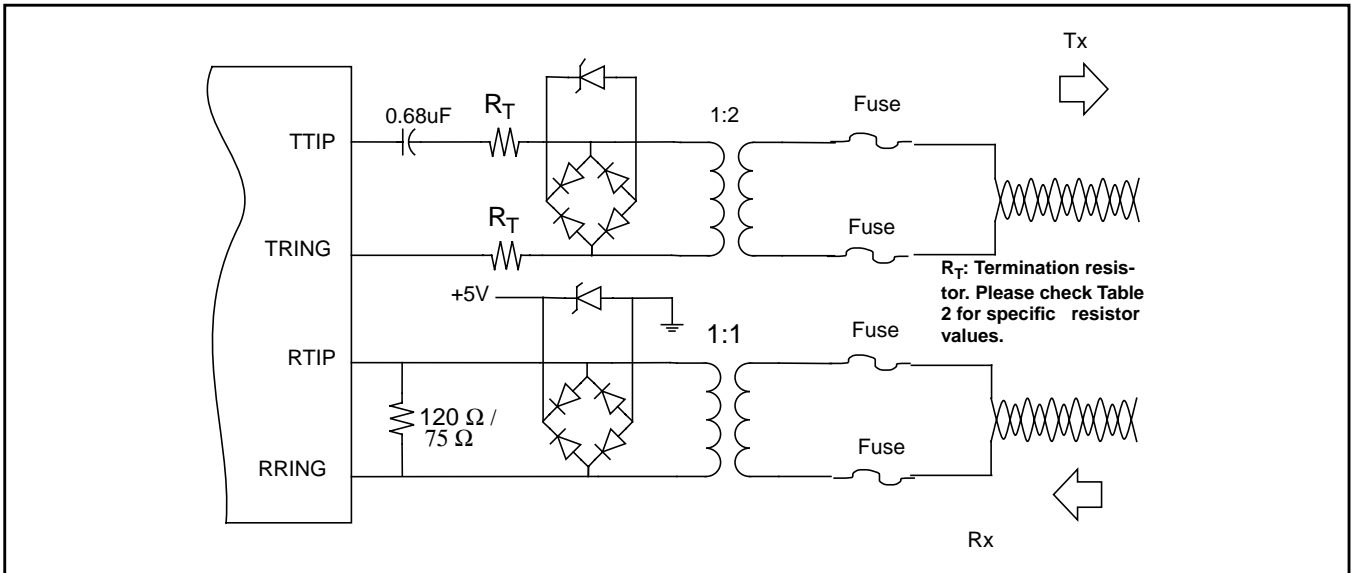 Tx
Fuse
R_T
1:2
0.68uF
TTIP
Fuse
R_T
TRING
R_T: Termination resis-
tor. Please check Table
2 for specific resistor
values.
+5V
1:1
Fuse
RTIP
120 Ω /
75 Ω
Fuse
RRING
Rx